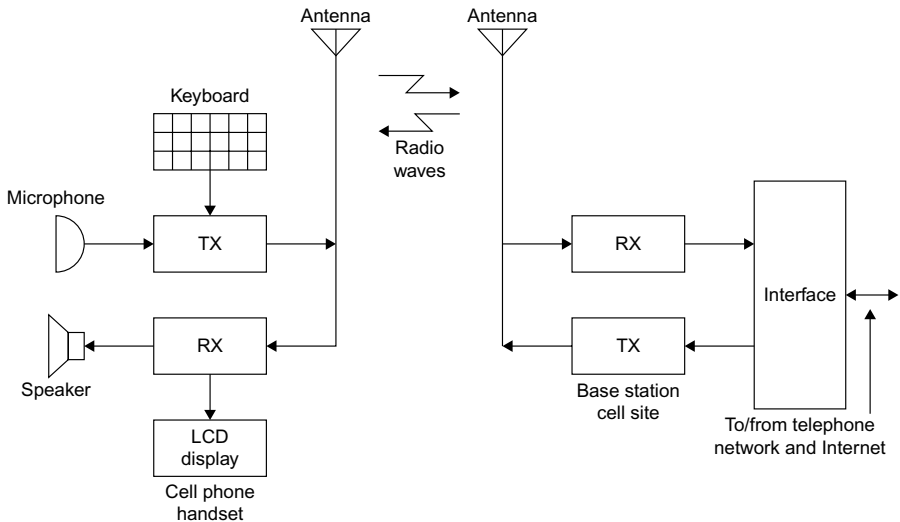 Antenna
Antenna
Keyboard
Radio
waves
Microphone
TX
RX
Interface
RX
TX
Speaker
Base station
cell site
To/from telephone
network and Internet
LCD
display
Cell phone
handset